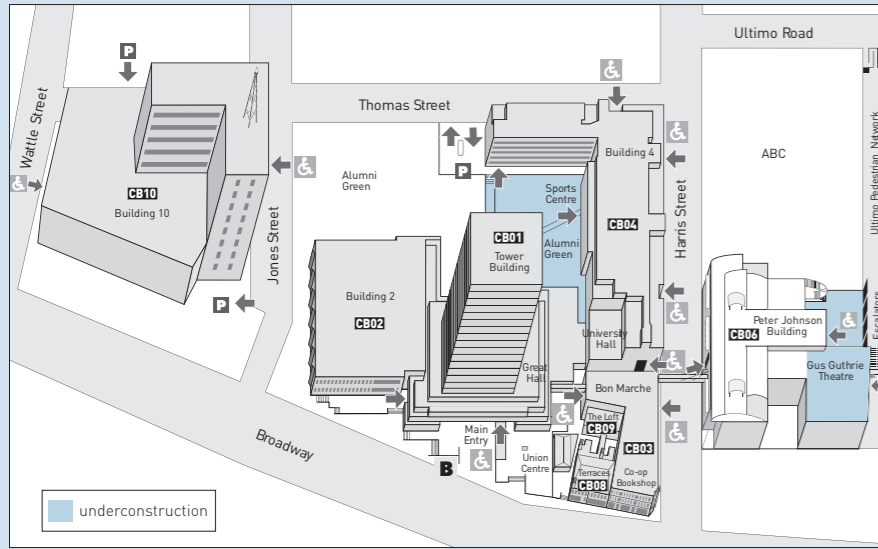 Ultimo Road
P
Wattle Street
Thomas Street
Building 4
ABC
Ultimo Pedestrian Network
CB10
Building 10
Alumni
Green
P
Sports
Centre
CB01
Tower
Building
Alumni
Green
CB04
Harris Street
Jones Street
Building 2
CB02
P
University
Hall
Great
Hall
CB06
Peter Johnson
Building
Gus Guthrie
Theatre
Escalators
Bon Marche
The Loft
CB09
Main
Entry
Broadway
B
Union
Centre
CB03
Terraces
CB08
Co-op
Bookshop
underconstruction